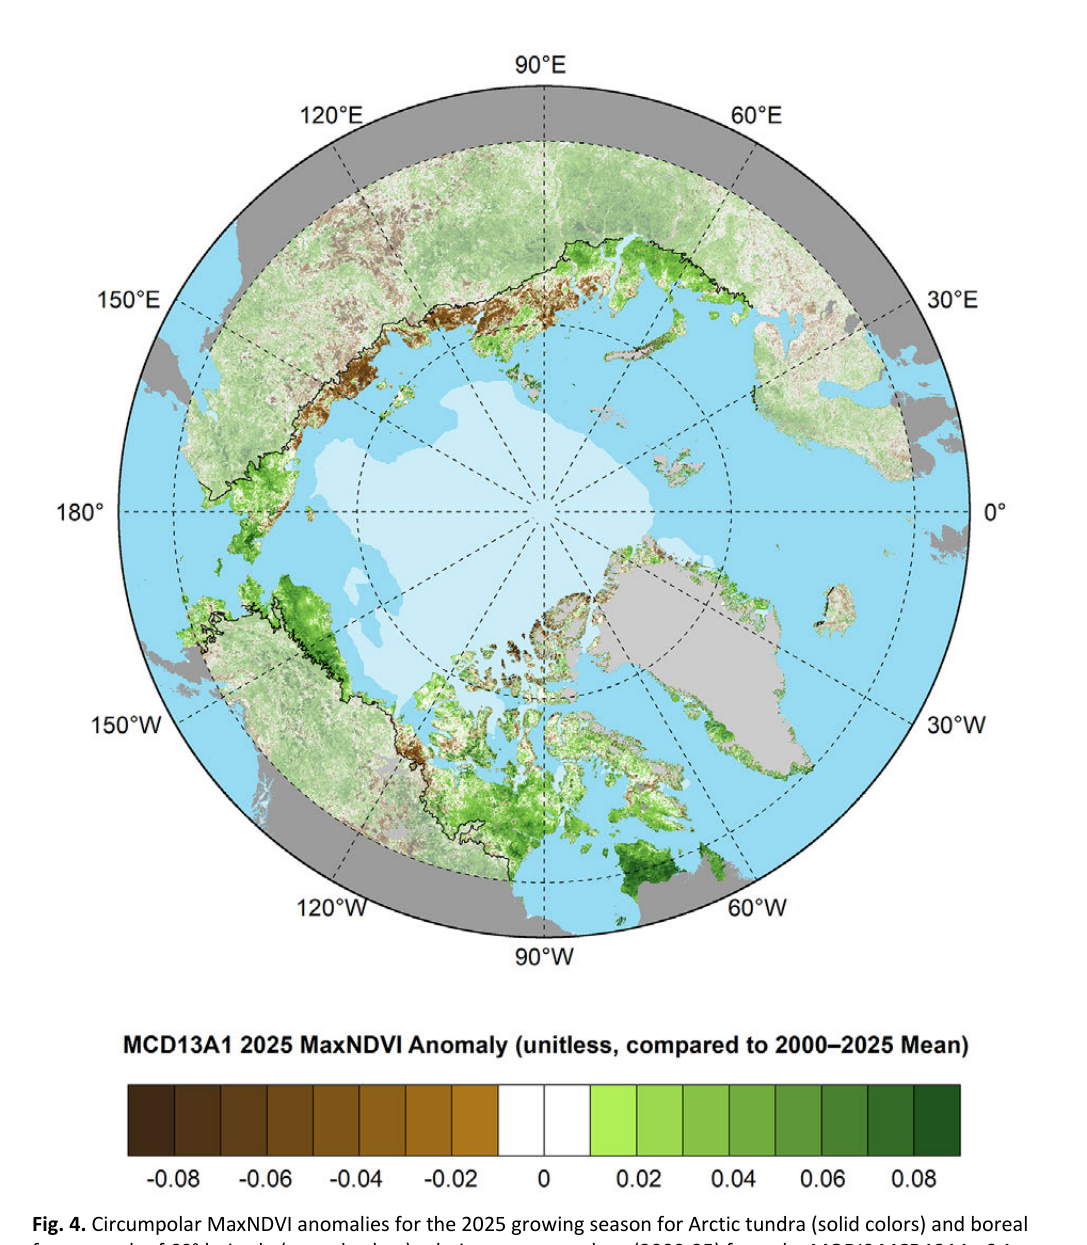 90°E
120°E
60°E
150°E
30°E
180°
0°
150°W
30°W
120°W
60°W
90°W
MCD13A1 2025 MaxNDVI Anomaly (unitless, compared to 2000–2025 Mean)
-0.08 -0.06 -0.04 -0.02 0 0.02 0.04 0.06 0.08
Fig. 4. Circumpolar MaxNDVI anomalies for the 2025 growing season for Arctic tundra (solid colors) and boreal